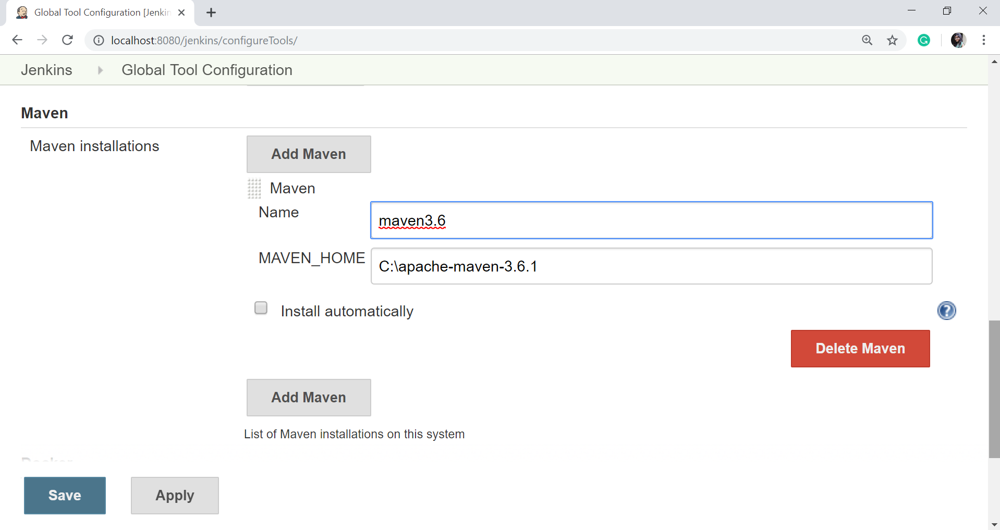 Global Tool Configuration [Jenkin
localhost:8080/jenkins/configureTools/
Jenkins Global Tool Configuration
Maven
Maven installations
Add Maven
Maven
Name
maven3.6
MAVEN_HOME
C:\apache-maven-3.6.1
Install automatically
Delete Maven
Add Maven
List of Maven installations on this system
Docker
Save
Apply